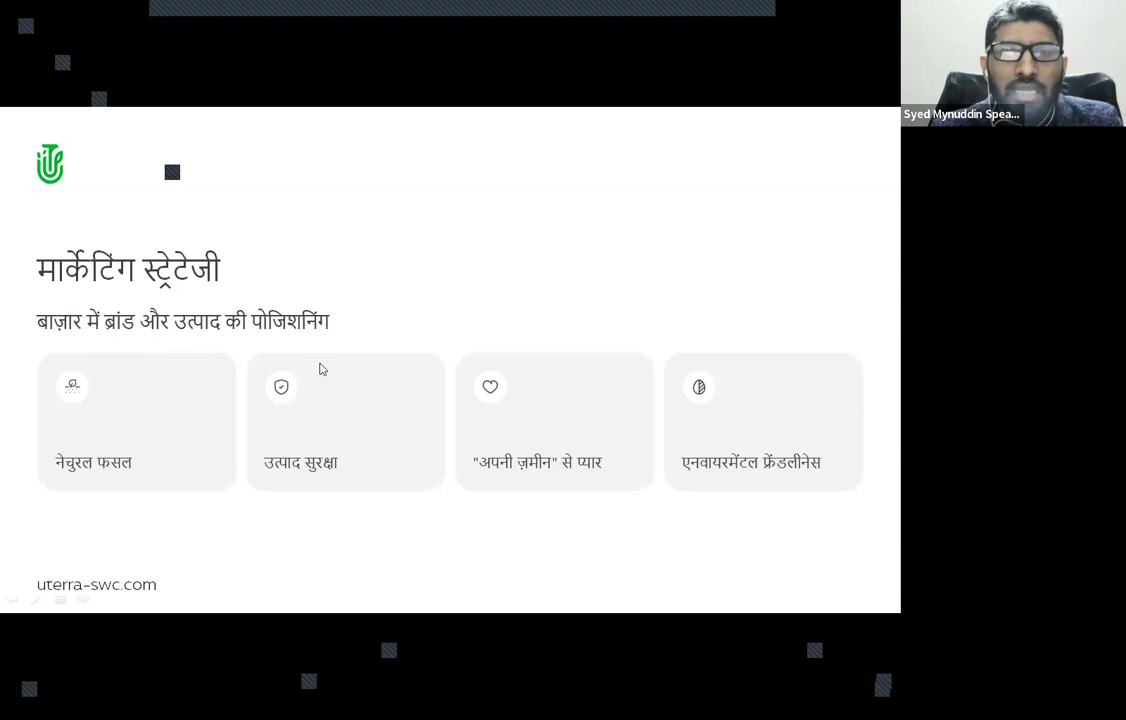 Syed Mynuddin Spea...
मार्केटिंग स्ट्रेटेजी
बाज़ार में ब्रांड और उत्पाद की पोजिशनिंग
नेचुरल फसल
उत्पाद सुरक्षा
"अपनी ज़मीन" से प्यार
एनवायरमेंटल फ्रेंडलीनेस
uterra-swc.com